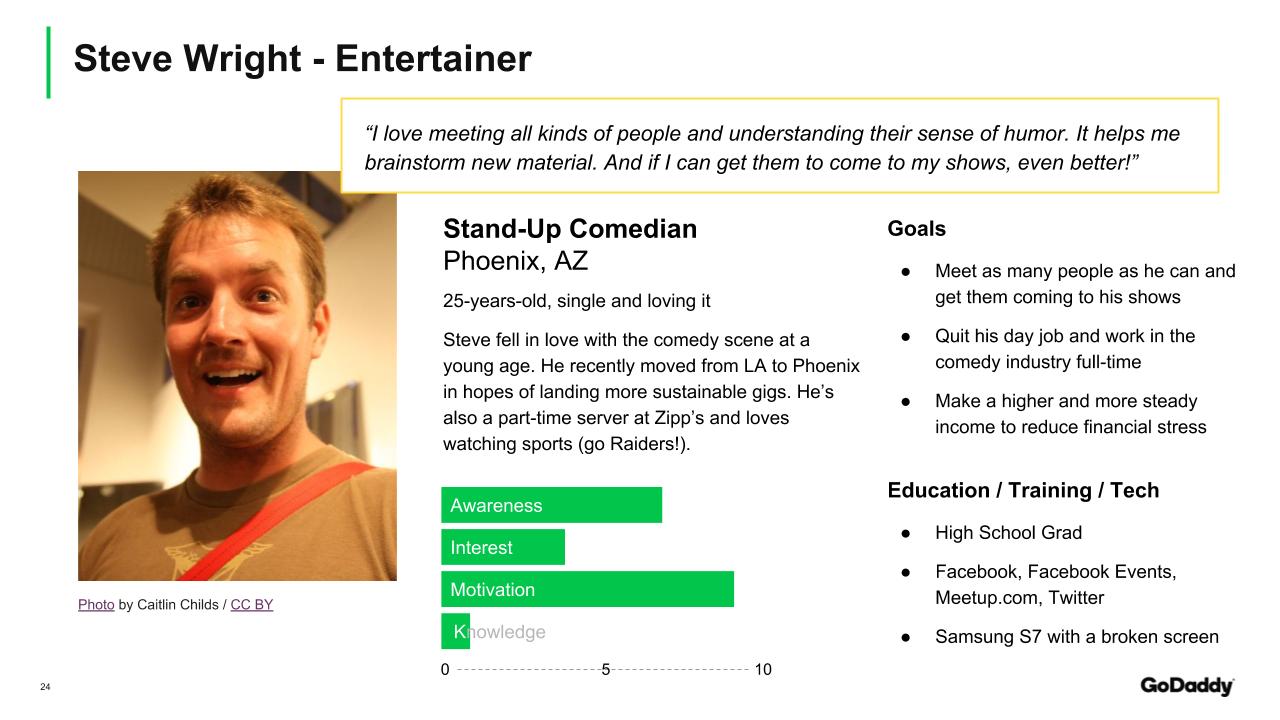 Steve Wright - Entertainer
“I love meeting all kinds of people and understanding their sense of humor. It helps me
brainstorm new material. And if I can get them to come to my shows, even better!”
Stand-Up Comedian
Phoenix, AZ
25-years-old, single and loving it
Steve fell in love with the comedy scene at a
young age. He recently moved from LA to Phoenix
in hopes of landing more sustainable gigs. He’s
also a part-time server at Zipp’s and loves
watching sports (go Raiders!).
Awareness
Interest
Motivation
Knowledge
0 5 10
Goals
● Meet as many people as he can and
get them coming to his shows
● Quit his day job and work in the
comedy industry full-time
● Make a higher and more steady
income to reduce financial stress
Education / Training / Tech
● High School Grad
● Facebook, Facebook Events,
Meetup.com, Twitter
● Samsung S7 with a broken screen
Photo by Caitlin Childs / CC BY
24
GoDaddy